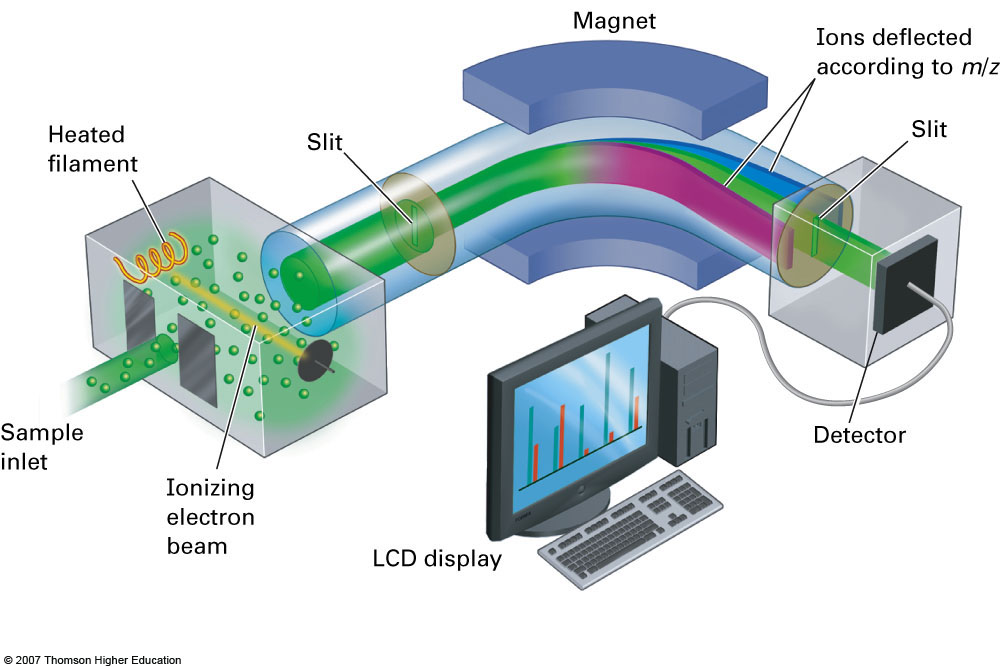 Magnet
Ions deflected
according to m/z
Heated
filament
Slit
Slit
Sample
inlet
Ionizing
electron
beam
Detector
LCD display
© 2007 Thomson Higher Education